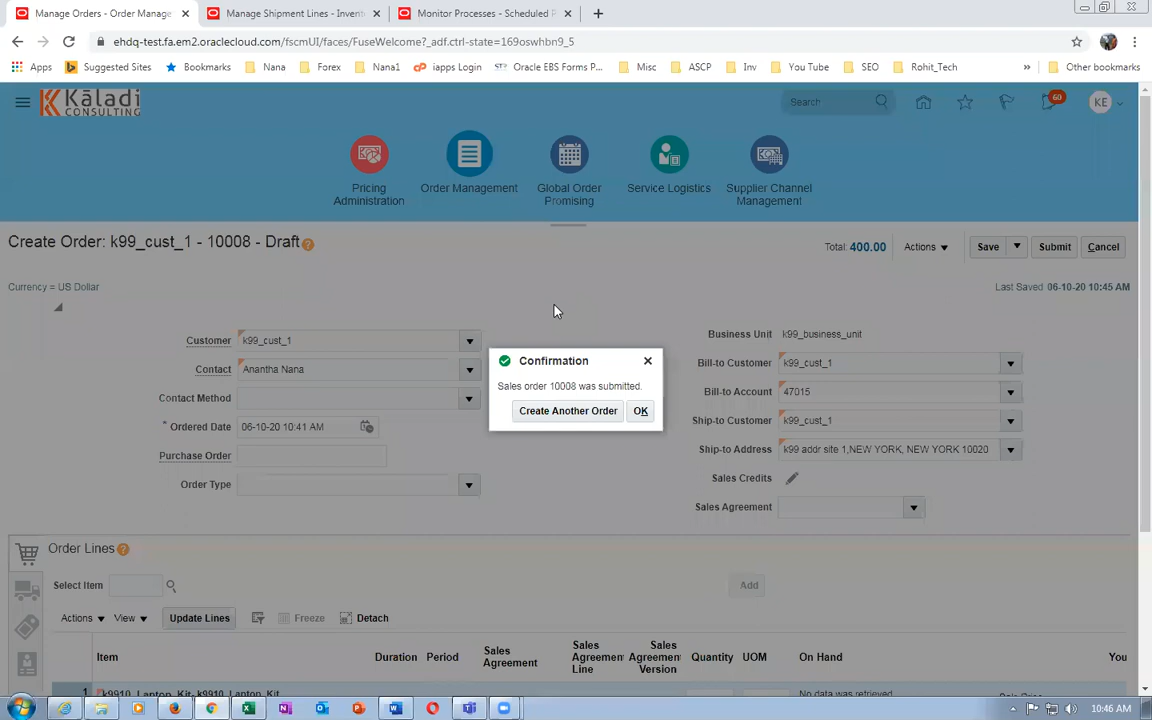 Manage Orders - Order Manage
Manage Shipment Lines - Invent
Monitor Processes - Scheduled P
ehdq-test.fa.em2.oraclecloud.com/fscmUI/faces/FuseWelcome?_adf.ctrl-state=169oswhbn9_5
Apps Suggested Sites Bookmarks Nana Forex Nana1 iapps Login Oracle EBS Forms P... Misc ASCP Inv You Tube SEO Rohit_Tech » Other bookmarks
Kaladi
CONSULTING
Search
60
KE
Pricing Administration
Order Management
Global Order Promising
Service Logistics
Supplier Channel Management
Create Order: k99_cust_1 - 10008 - Draft
Total: 400.00 Actions Save Submit Cancel
Currency = US Dollar
Last Saved 06-10-20 10:45 AM
Customer k99_cust_1
Contact Anantha Nana
Contact Method
* Ordered Date 06-10-20 10:41 AM
Purchase Order
Order Type
Business Unit k99_business_unit
Bill-to Customer k99_cust_1
Bill-to Account 47015
Ship-to Customer k99_cust_1
Ship-to Address k99 addr site 1,NEW YORK, NEW YORK 10020
Sales Credits
Sales Agreement
Confirmation
Sales order 10008 was submitted.
Create Another Order OK
Order Lines
Select Item Add
Actions View Update Lines Freeze Detach
Item Duration Period Sales Agreement Sales Agreement Line Sales Agreement Version Quantity UOM On Hand You
1 k9910_Laptop_Kit- k9910_Laptop_Kit No data was retrieved Sale Price
10:46 AM